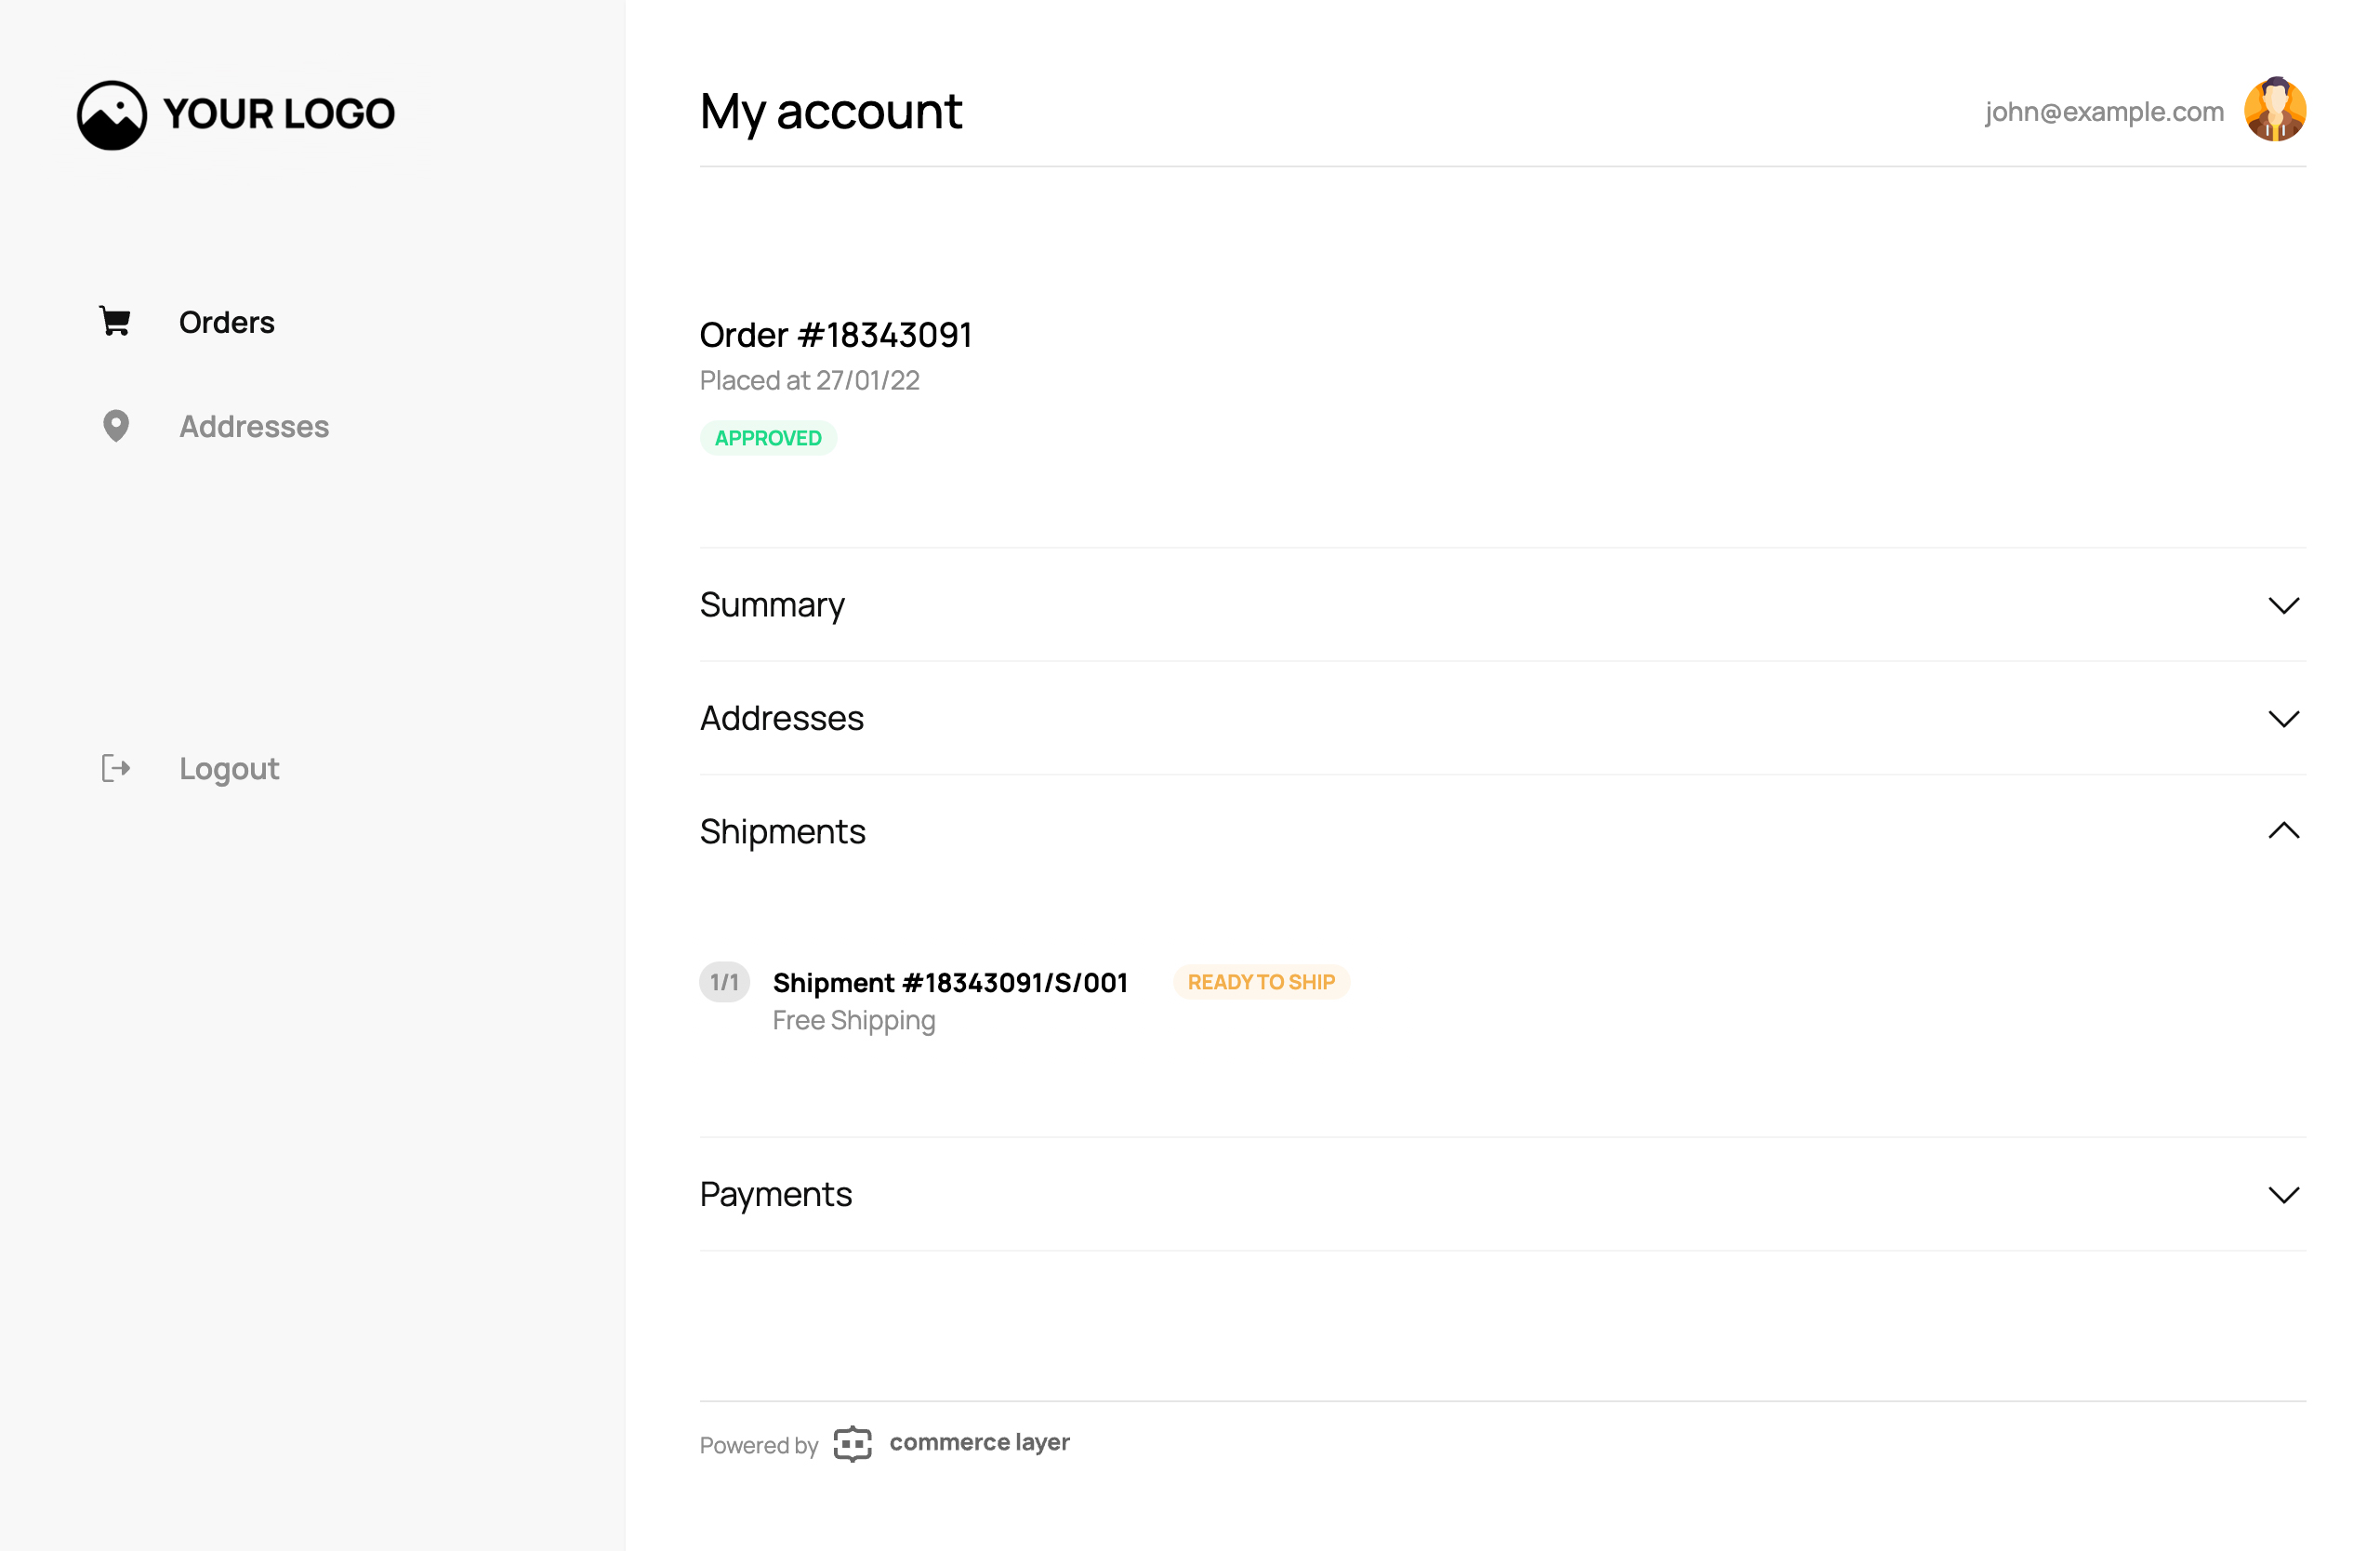 YOUR LOGO
Orders
Addresses
Logout
My account
john@example.com
Order #18343091
Placed at 27/01/22
APPROVED
Summary
Addresses
Shipments
1/1 Shipment #18343091/S/001 READY TO SHIP
Free Shipping
Payments
Powered by commerce layer